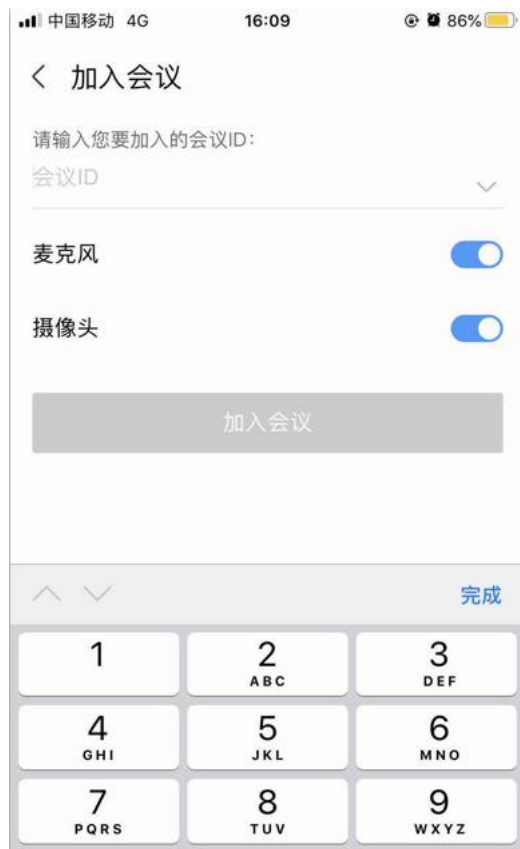 中国移动 4G 16:09 86%
加入会议
请输入您要加入的会议ID：
会议ID
麦克风
摄像头
加入会议
完成
1 2 3
ABC DEF
4 5 6
GHI JKL MNO
7 8 9
PQRS TUV WXYZ